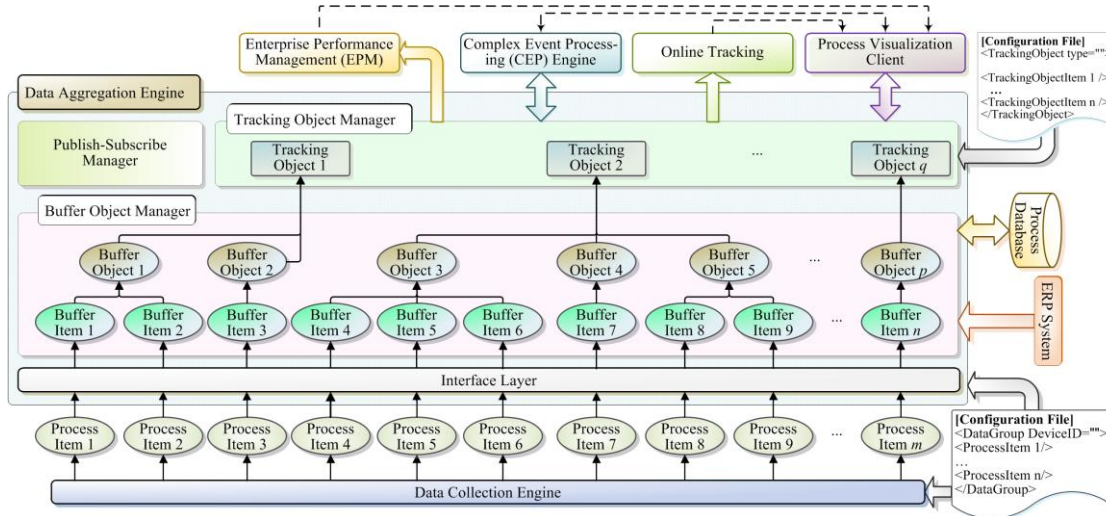 Enterprise Performance
Management (EPM)
Complex Event Process-
ing (CEP) Engine
Online Tracking
Process Visualization
Client
[Configuration File]
<TrackingObject type="">
<TrackingObjectItem 1 />
...
<TrackingObjectItem n />
</TrackingObject>
Data Aggregation Engine
Tracking Object Manager
Publish-Subscribe
Manager
Tracking
Object 1
Tracking
Object 2
...
Tracking
Object q
Buffer Object Manager
Process
Database
Buffer
Object 1
Buffer
Object 2
Buffer
Object 3
Buffer
Object 4
Buffer
Object 5
...
Buffer
Object p
Buffer
Item 1
Buffer
Item 2
Buffer
Item 3
Buffer
Item 4
Buffer
Item 5
Buffer
Item 6
Buffer
Item 7
Buffer
Item 8
Buffer
Item 9
...
Buffer
Item n
ERP System
Interface Layer
Process
Item 1
Process
Item 2
Process
Item 3
Process
Item 4
Process
Item 5
Process
Item 6
Process
Item 7
Process
Item 8
Process
Item 9
...
Process
Item m
[Configuration File]
<DataGroup DeviceID="">
<ProcessItem 1/>
...
<ProcessItem n/>
</DataGroup>
Data Collection Engine